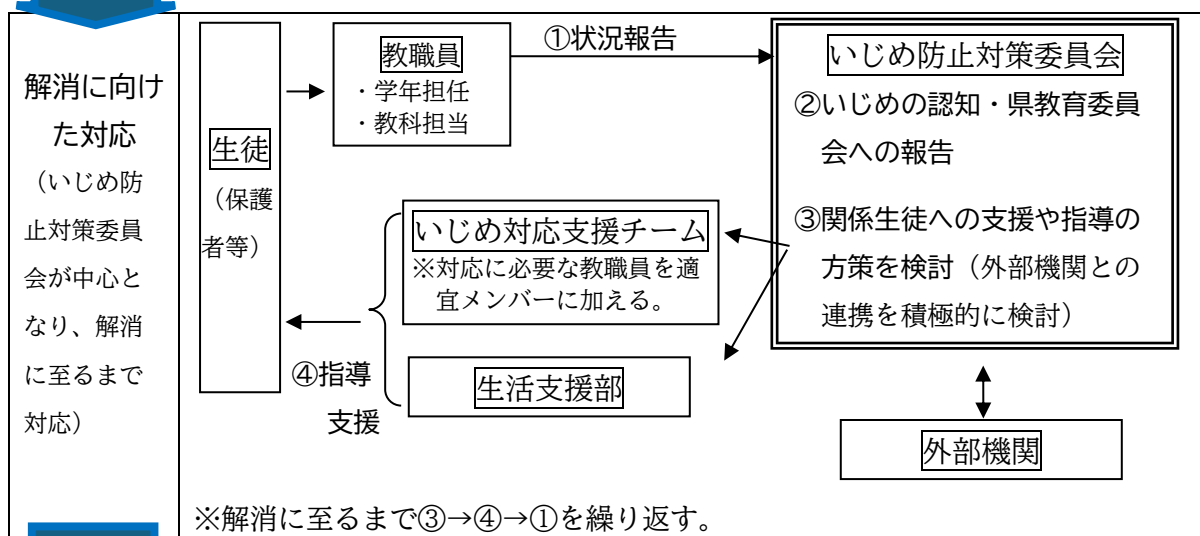 解消に向け
た対応
（いじめ防
止対策委員
会が中心と
なり、解消
に至るまで
対応）
生徒
（保護
者等）
教職員
・学年担任
・教科担当
①状況報告
いじめ防止対策委員会
②いじめの認知・県教育委員
会への報告
③関係生徒への支援や指導の
方策を検討（外部機関との
連携を積極的に検討）
いじめ対応支援チーム
※対応に必要な教職員を適
宜メンバーに加える。
生活支援部
④指導
支援
外部機関
※解消に至るまで③→④→①を繰り返す。